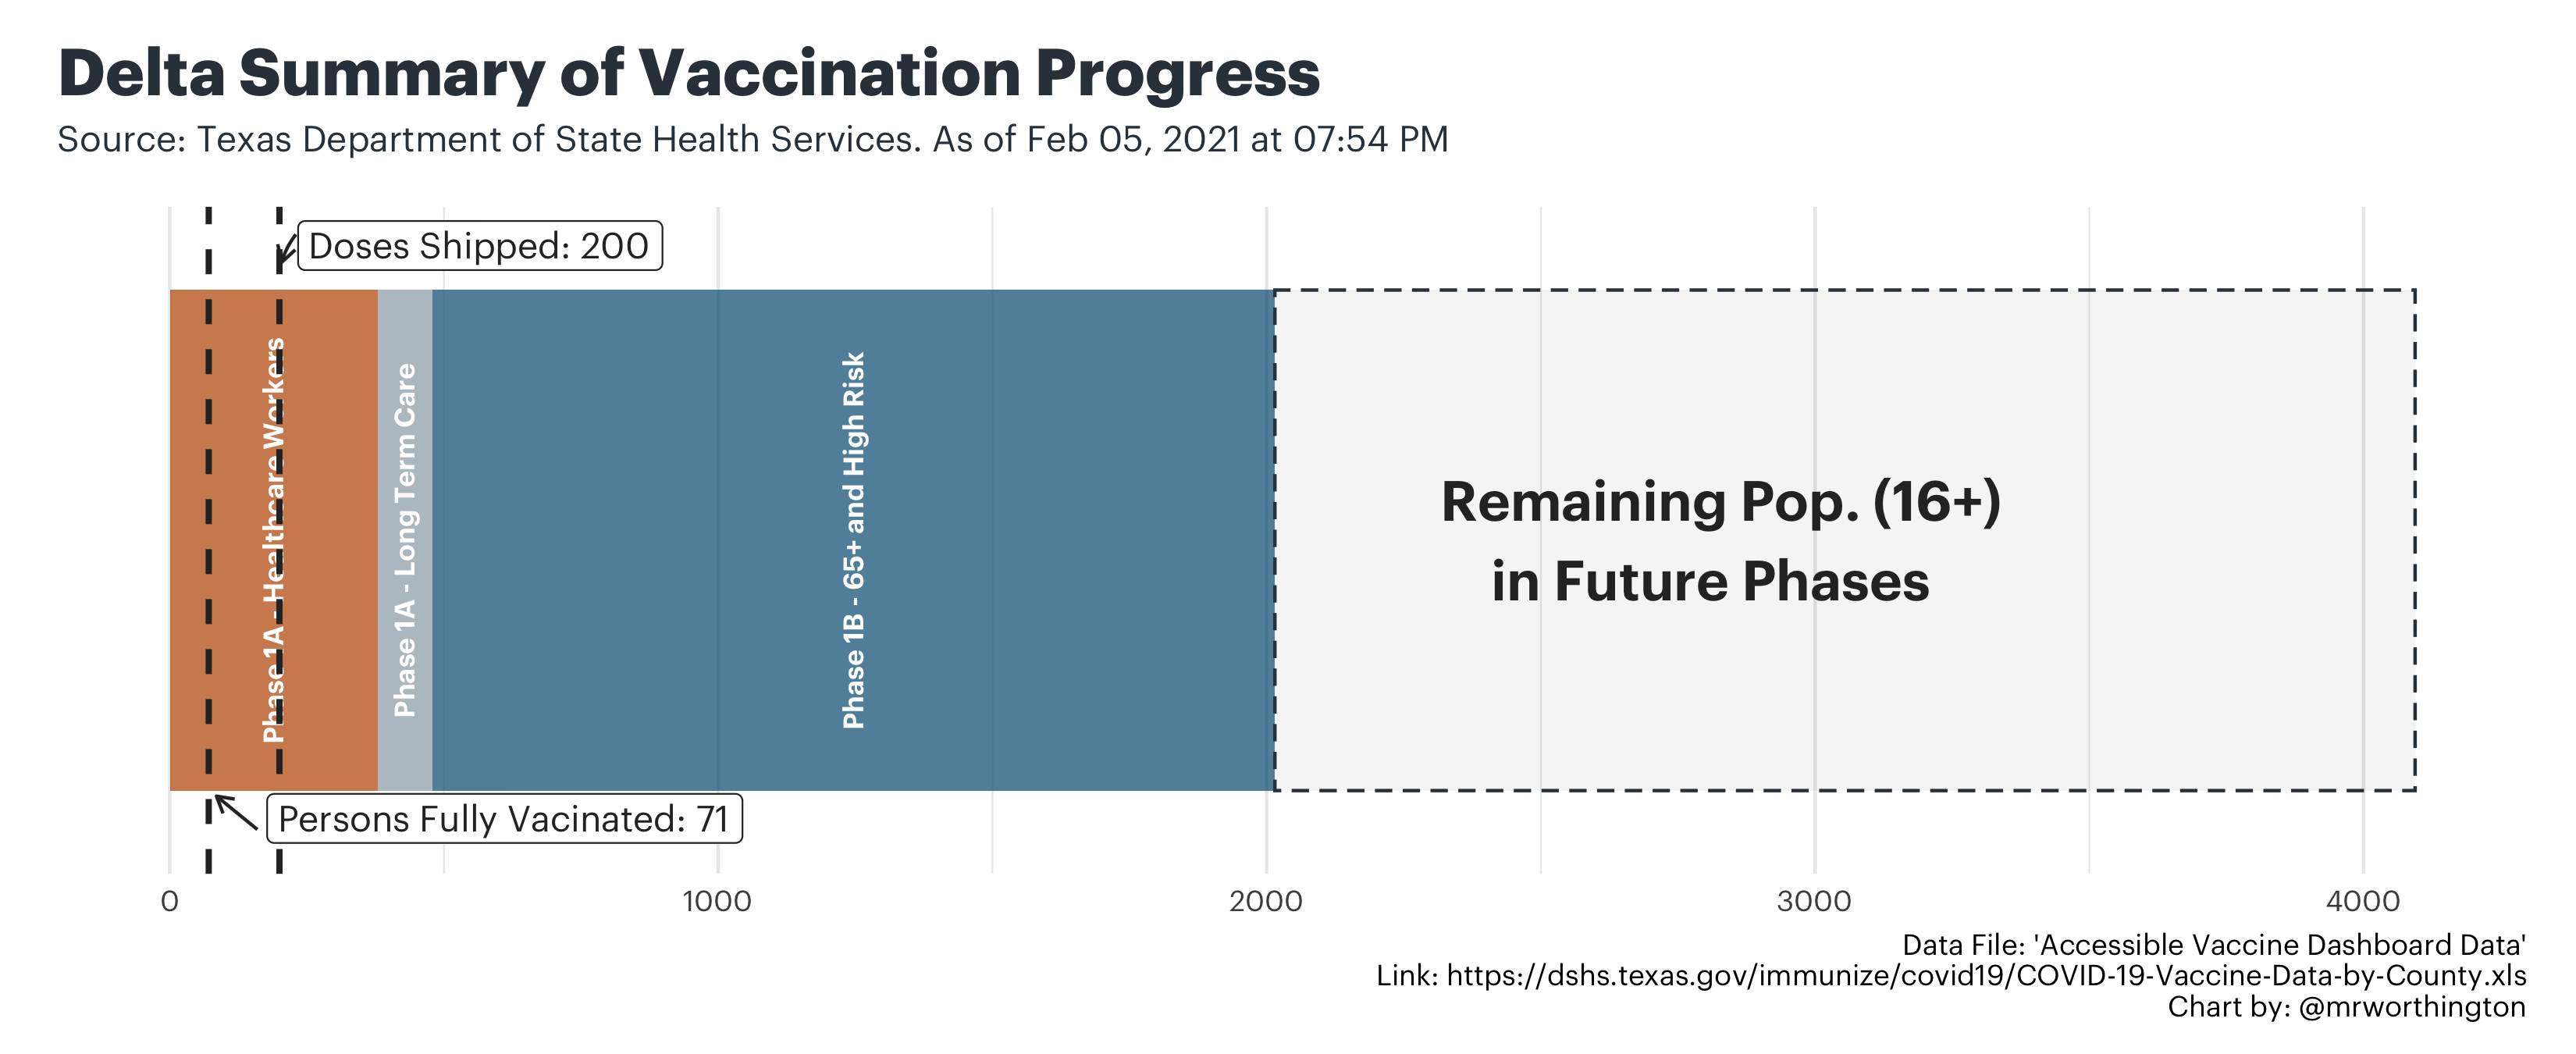 Delta Summary of Vaccination Progress
Source: Texas Department of State Health Services. As of Feb 05, 2021 at 07:54 PM
Doses Shipped: 200
Phase 1A - Healthcare Workers
Phase 1A - Long Term Care
Phase 1B - 65+ and High Risk
Remaining Pop. (16+)
in Future Phases
Persons Fully Vacinated: 71
0
1000
2000
3000
4000
Data File: 'Accessible Vaccine Dashboard Data'
Link: https://dshs.texas.gov/immunize/covid19/COVID-19-Vaccine-Data-by-County.xls
Chart by: @mrworthington